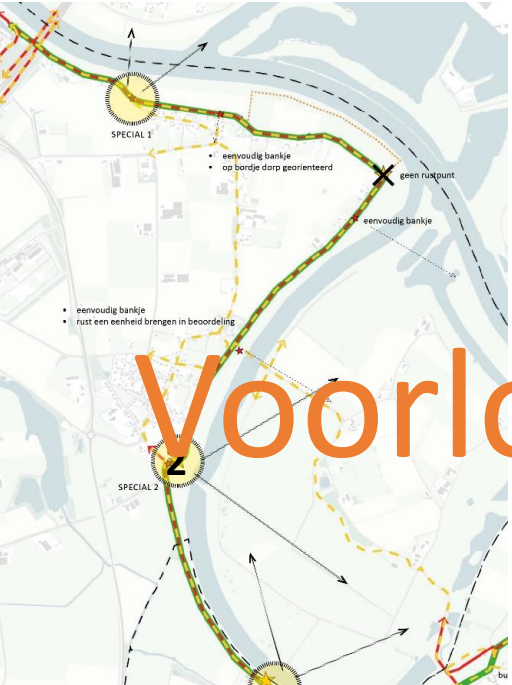 SPECIAL 1
• eenvoudig bankje
• op bordje dorp georienteerd
geen rustpunt
eenvoudig bankje
• eenvoudig bankje
• rust een eenheid brengen in beoordeling
Voorlo
2
SPECIAL 2
bu